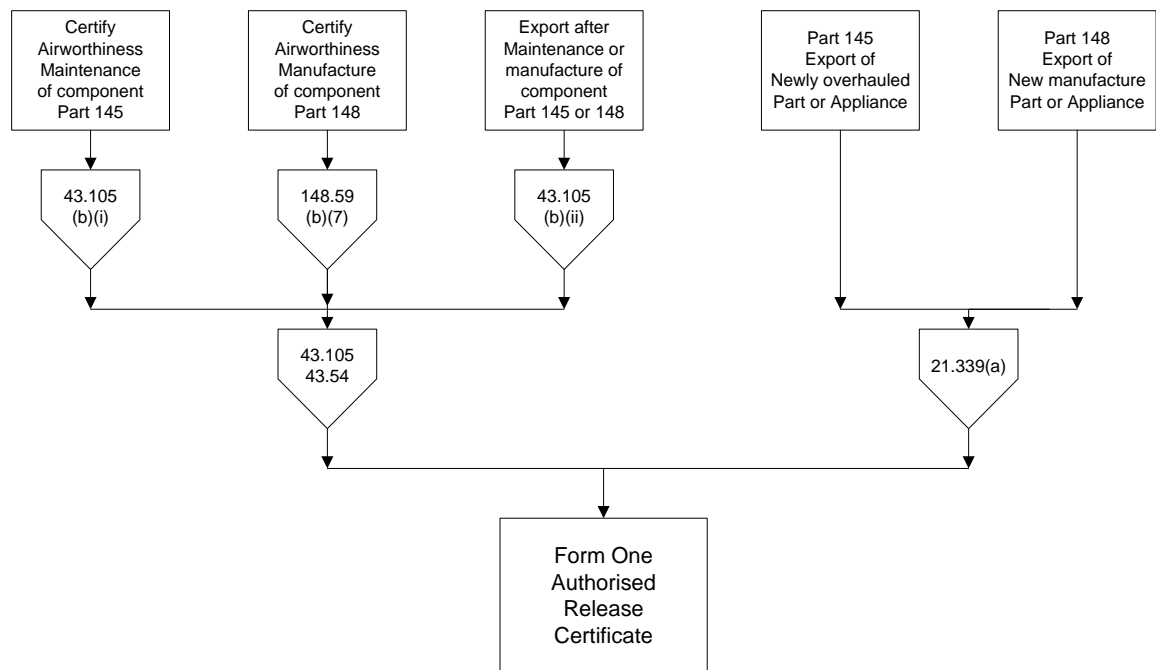 Certify
Airworthiness
Maintenance
of component
Part 145
Certify
Airworthiness
Manufacture
of component
Part 148
Export after
Maintenance or
manufacture of
component
Part 145 or 148
Part 145
Export of
Newly overhauled
Part or Appliance
Part 148
Export of
New manufacture
Part or Appliance
43.105
(b)(i)
148.59
(b)(7)
43.105
(b)(ii)
43.105
43.54
21.339(a)
Form One
Authorised
Release
Certificate